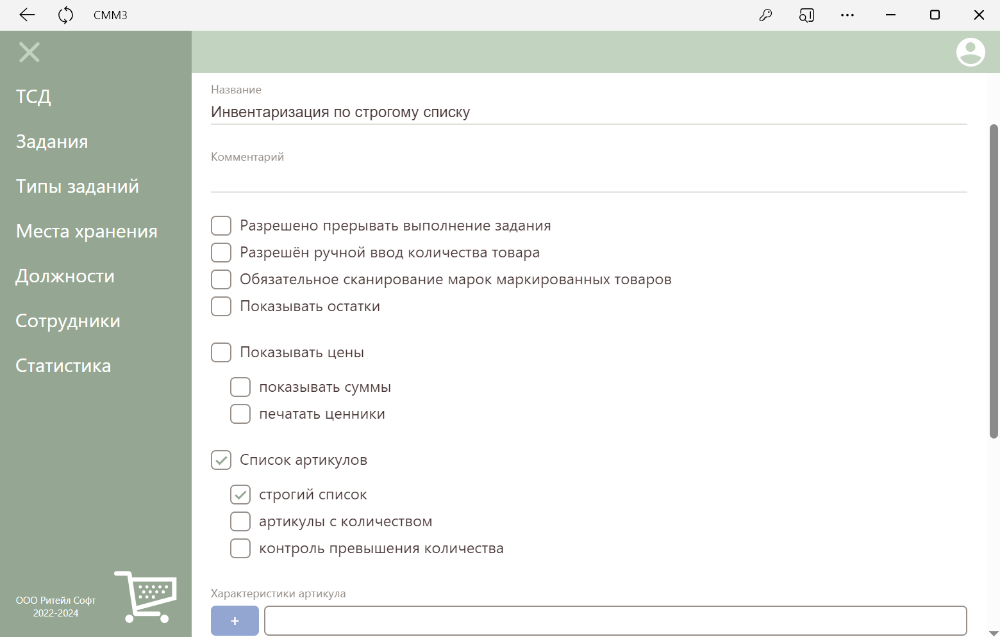 СММ3
ТСД
Задания
Типы заданий
Места хранения
Должности
Сотрудники
Статистика
ООО Ритейл Софт
2022-2024
Название
Инвентаризация по строгому списку
Комментарий
Разрешено прерывать выполнение задания
Разрешён ручной ввод количества товара
Обязательное сканирование марок маркированных товаров
Показывать остатки
Показывать цены
показывать суммы
печатать ценники
Список артикулов
строгий список
артикулы с количеством
контроль превышения количества
Характеристики артикула
+